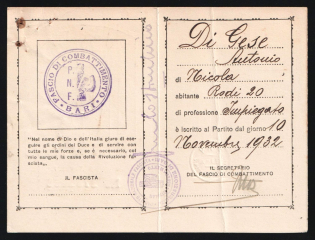 FASCIO DI COMBATTIMENTO
P. N. F.
BARI
"Nel nome di Dio e dell'Italia giuro di ese-
guire gli ordini del Duce e di servire con
tutte le mie forze e, se è necessario, col
mio sangue, la causa della Rivoluzione fa-
scista".
IL FASCISTA
Di Gese
Antonio
di Nicola
abitante Rodi 20
di professione Impiegato
è iscritto al Partito dal giorno 10
Novembre 1932
IL SEGRETARIO
DEL FASCIO DI COMBATTIMENTO